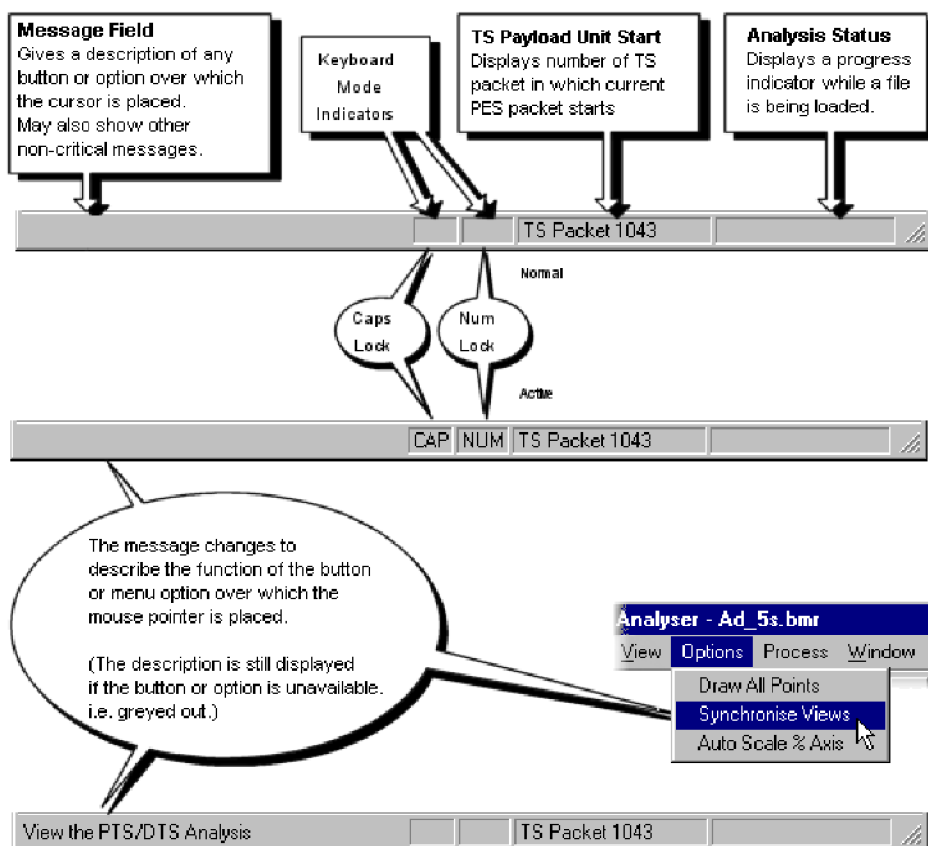 Message Field
Gives a description of any
button or option over which
the cursor is placed.
May also show other
non-critical messages.
Keyboard
Mode
Indicators
TS Payload Unit Start
Displays number of TS
packet in which current
PES packet starts
Analysis Status
Displays a progress
indicator while a file
is being loaded.
TS Packet 1043
Normal
Caps
Lock
Num
Lock
Active
CAP NUM TS Packet 1043
The message changes to
describe the function of the button
or menu option over which the
mouse pointer is placed.
(The description is still displayed
if the button or option is unavailable.
i.e. greyed out.)
Analyser - Ad_5s.bmr
View Options Process Window
Draw All Points
Synchronise Views
Auto Scale % Axis
View the PTS/DTS Analysis TS Packet 1043